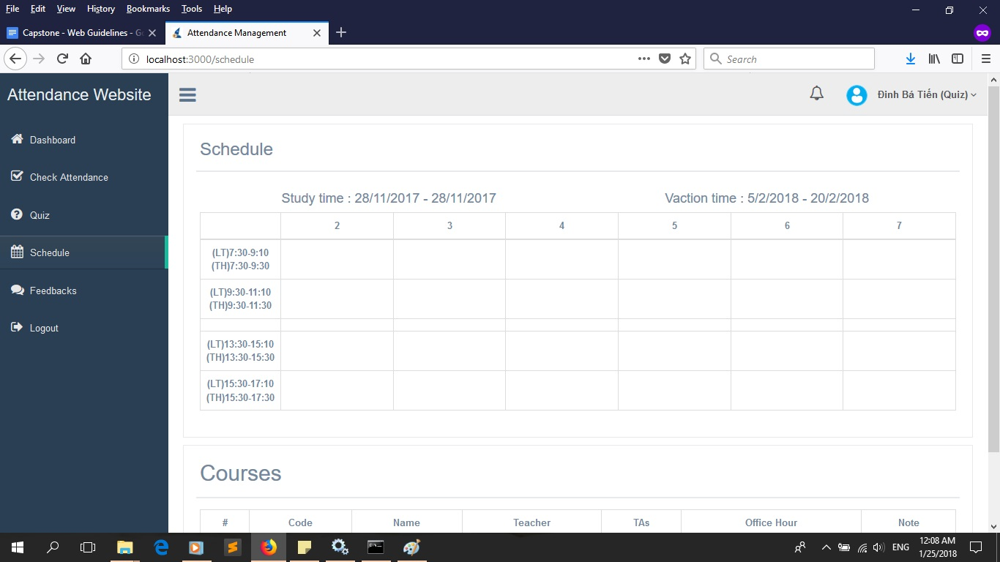 File Edit View History Bookmarks Tools Help
Capstone - Web Guidelines - G
Attendance Management
localhost:3000/schedule
Search
Attendance Website
Đinh Bá Tiến (Quiz)
Dashboard
Check Attendance
Quiz
Schedule
Feedbacks
Logout
Schedule
Study time : 28/11/2017 - 28/11/2017
Vaction time : 5/2/2018 - 20/2/2018
2 3 4 5 6 7
(LT)7:30-9:10
(TH)7:30-9:30
(LT)9:30-11:10
(TH)9:30-11:30
(LT)13:30-15:10
(TH)13:30-15:30
(LT)15:30-17:10
(TH)15:30-17:30
Courses
# Code Name Teacher TAs Office Hour Note
ENG
12:08 AM
1/25/2018